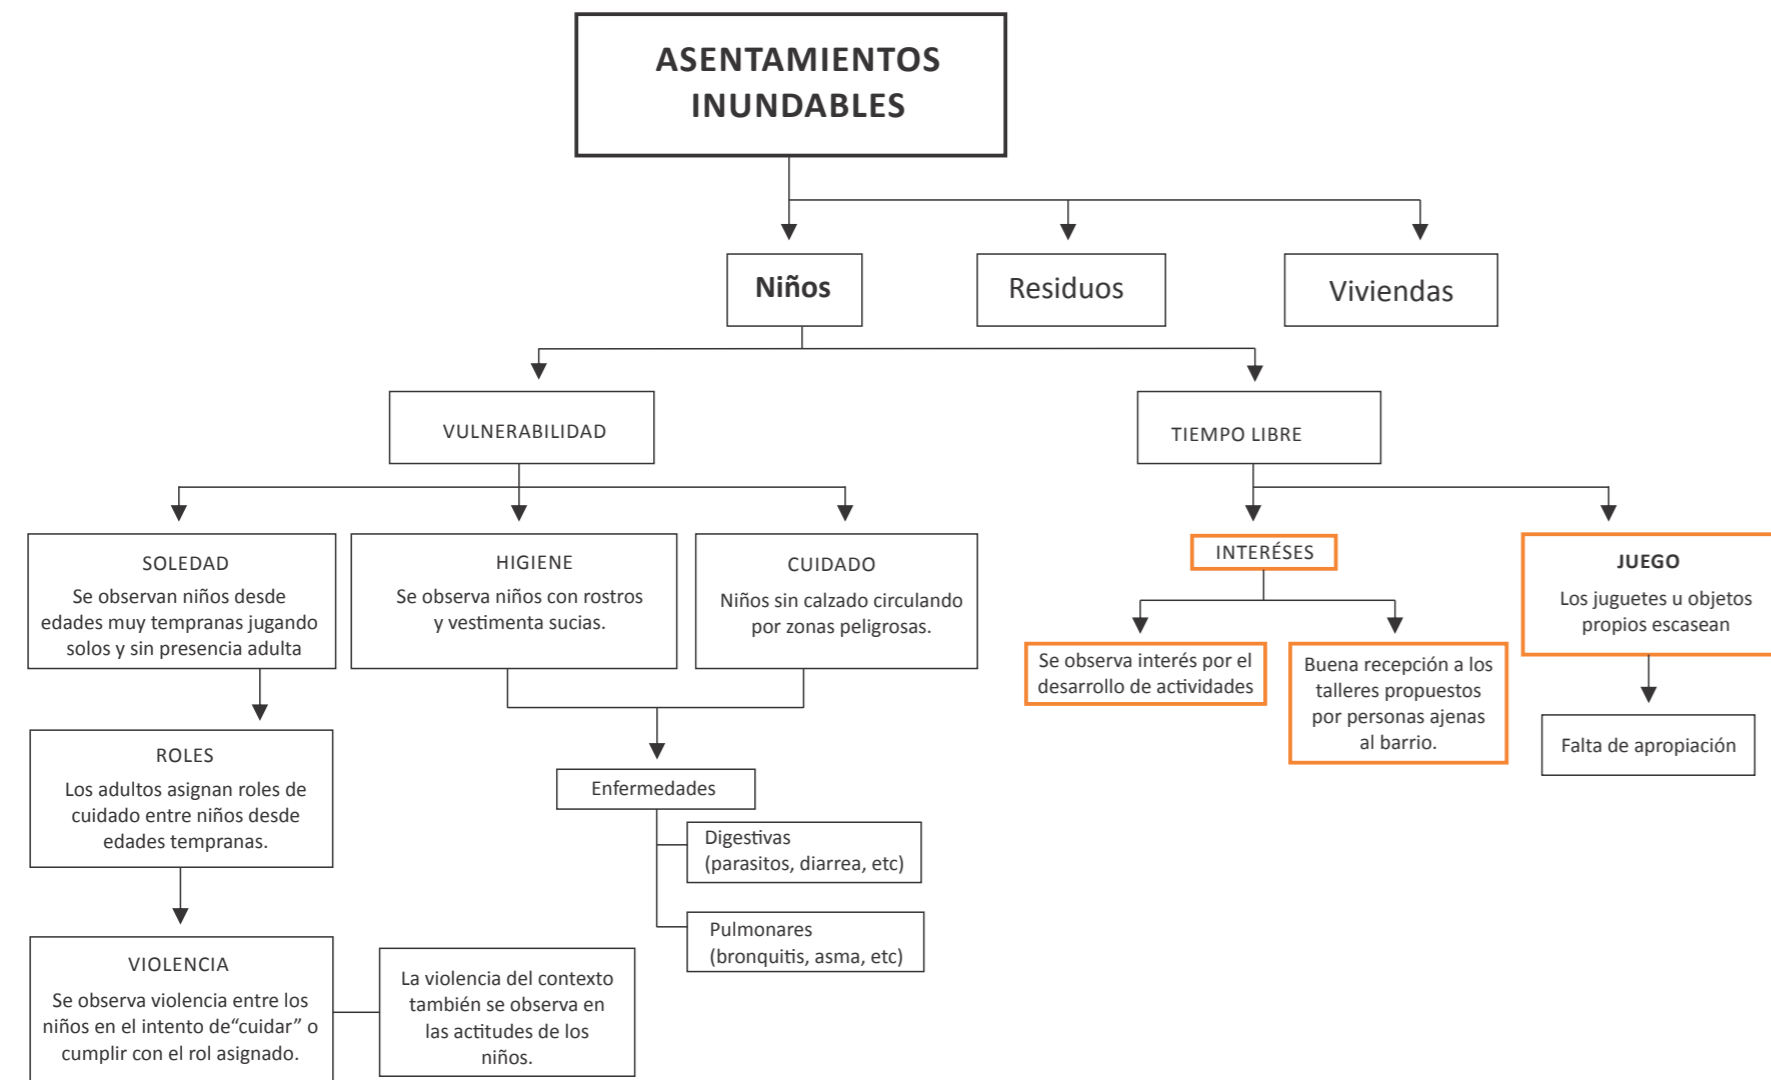 ASENTAMIENTOS
INUNDABLES
Niños
Residuos
Viviendas
VULNERABILIDAD
TIEMPO LIBRE
SOLEDAD
Se observan niños desde
edades muy tempranas jugando
solos y sin presencia adulta
HIGIENE
Se observa niños con rostros
y vestimenta sucias.
CUIDADO
Niños sin calzado circulando
por zonas peligrosas.
INTERÉSES
JUEGO
Los juguetes u objetos
propios escasean
Se observa interés por el
desarrollo de actividades
Buena recepción a los
talleres propuestos
por personas ajenas
al barrio.
Falta de apropiación
ROLES
Los adultos asignan roles de
cuidado entre niños desde
edades tempranas.
Enfermedades
Digestivas
(parasitos, diarrea, etc)
Pulmonares
(bronquitis, asma, etc)
VIOLENCIA
Se observa violencia entre los
niños en el intento de“cuidar” o
cumplir con el rol asignado.
La violencia del contexto
también se observa en
las actitudes de los
niños.